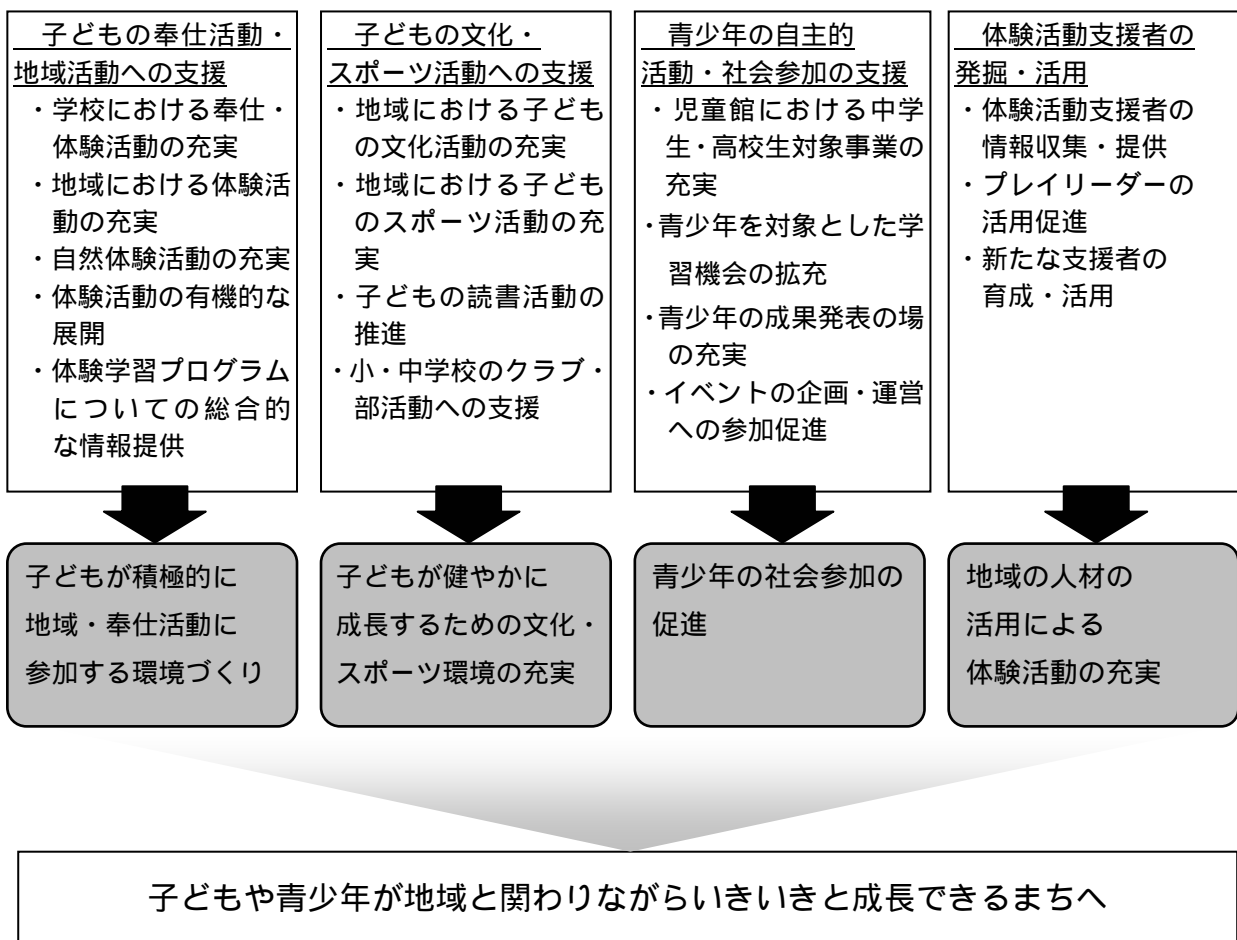 子どもの奉仕活動・
地域活動への支援
・学校における奉仕・
体験活動の充実
・地域における体験活
動の充実
・自然体験活動の充実
・体験活動の有機的な
展開
・体験学習プログラム
についての総合的
な情報提供
子どもの文化・
スポーツ活動への支援
・地域における子ども
の文化活動の充実
・地域における子ども
のスポーツ活動の充
実
・子どもの読書活動の
推進
・小・中学校のクラブ・
部活動への支援
青少年の自主的
活動・社会参加の支援
・児童館における中学
生・高校生対象事業の
充実
・青少年を対象とした学
習機会の拡充
・青少年の成果発表の場
の充実
・イベントの企画・運営
への参加促進
体験活動支援者の
発掘・活用
・体験活動支援者の
情報収集・提供
・プレイリーダーの
活用促進
・新たな支援者の
育成・活用
子どもが積極的に
地域・奉仕活動に
参加する環境づくり
子どもが健やかに
成長するための文化・
スポーツ環境の充実
青少年の社会参加の
促進
地域の人材の
活用による
体験活動の充実
子どもや青少年が地域と関わりながらいきいきと成長できるまちへ